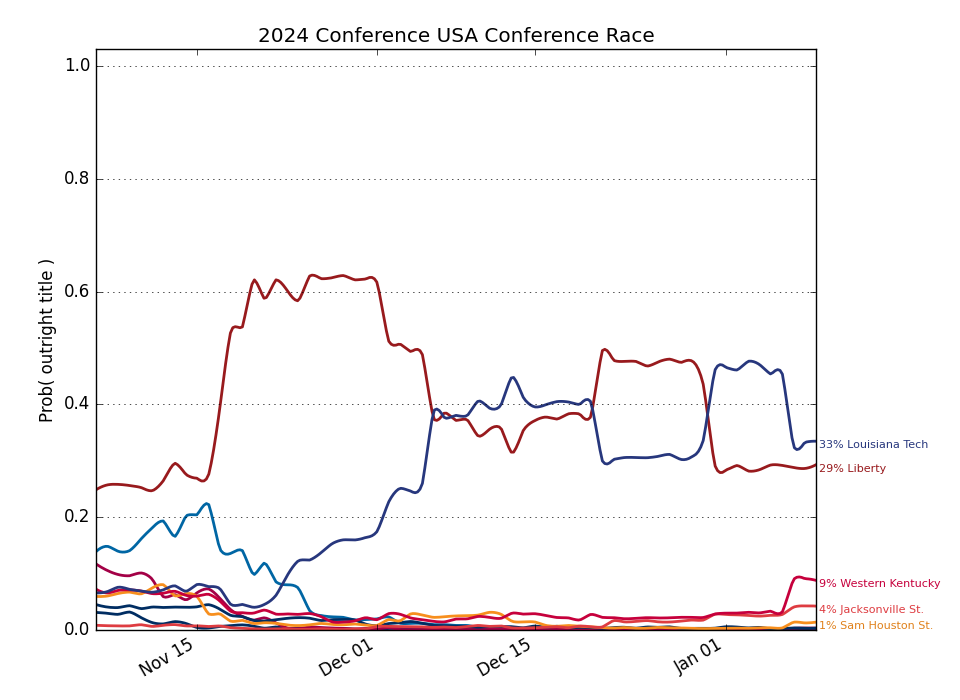 2024 Conference USA Conference Race
Prob( outright title )
1.0
0.8
0.6
0.4
0.2
0.0
33% Louisiana Tech
29% Liberty
9% Western Kentucky
4% Jacksonville St.
1% Sam Houston St.
Nov 15
Dec 01
Dec 15
Jan 01